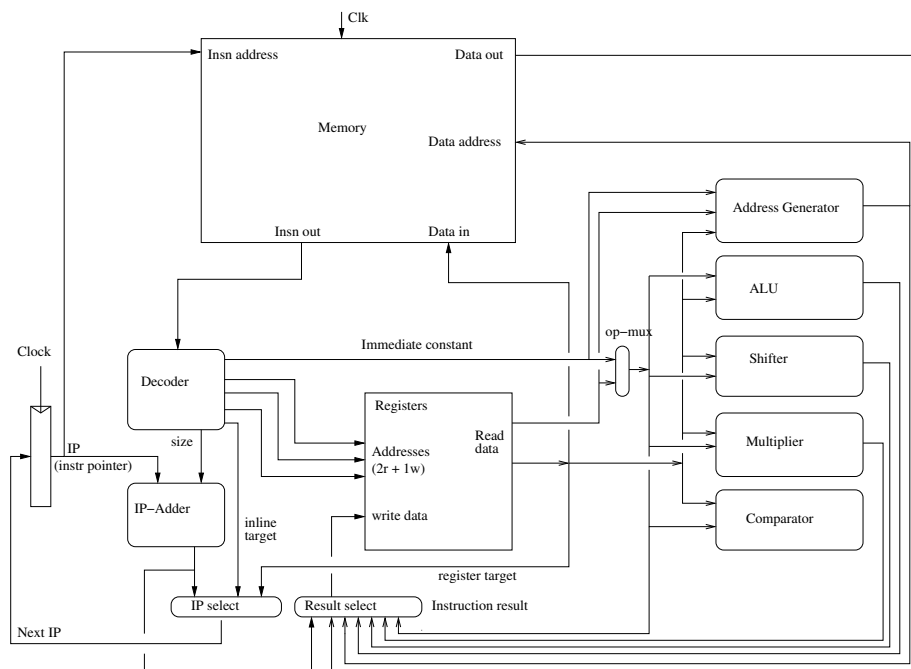 Clk
Insn address
Data out
Memory
Data address
Insn out
Data in
Address Generator
ALU
op-mux
Immediate constant
Clock
Decoder
Shifter
Registers
size
IP
(instr pointer)
Addresses
(2r + 1w)
Read
data
Multiplier
IP-Adder
write data
Comparator
inline
target
register target
IP select
Result select
Instruction result
Next IP